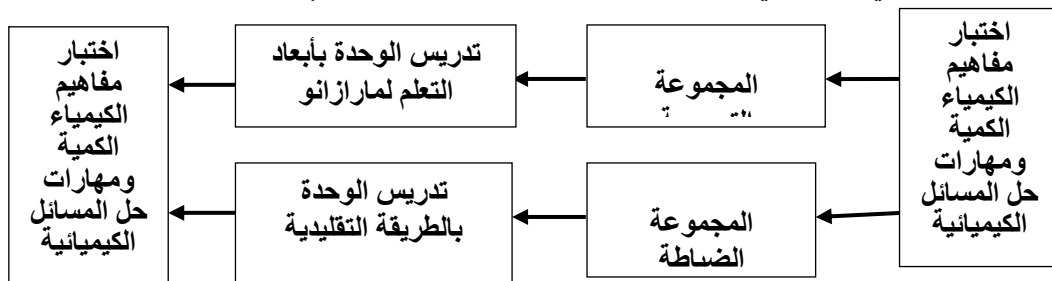 اختبار
مفاهيم
الكيمياء
الكمية
ومهارات
حل المسائل
الكيميائية
المجموعة
تدريس الوحدة بأبعاد
التعلم لمارازانو
المجموعة
الضباطة
تدريس الوحدة
بالطريقة التقليدية
اختبار
مفاهيم
الكيمياء
الكمية
ومهارات
حل المسائل
الكيميائية